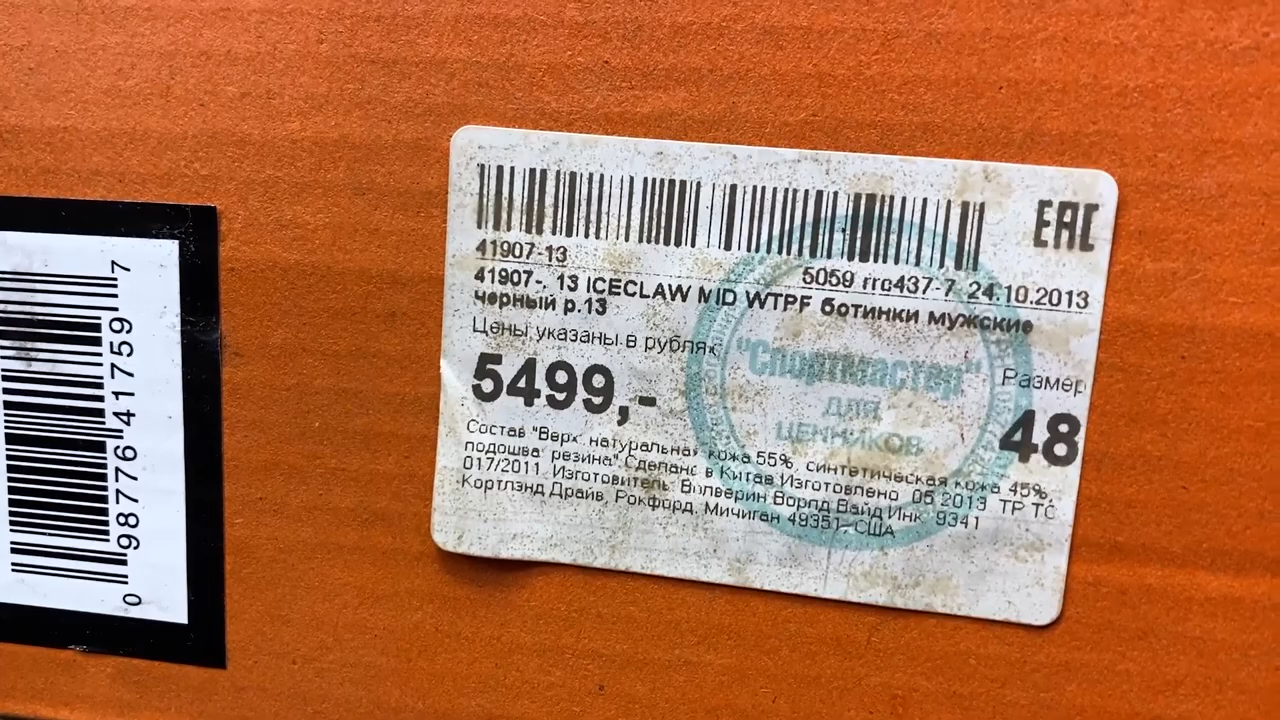 0 98776 41759 7
EAC
41907-13
5059 rrc437-7 24.10.2013
41907-, 13 ICECLAW MID WTPF ботинки мужские
черный р.13
Цены указаны в рублях
"Спортмастер"
для
ЦЕННИКОВ
Размер
5499,-
48
Состав "Верх: натуральная кожа 55%, синтетическая кожа 45%,
подошва: резина" Сделано в Китае Изготовлено 05.2013 ТР ТС
017/2011. Изготовитель: Волверин Ворлд Вайд Инк. 9341
Кортлэнд Драйв, Рокфорд, Мичиган 49351, США